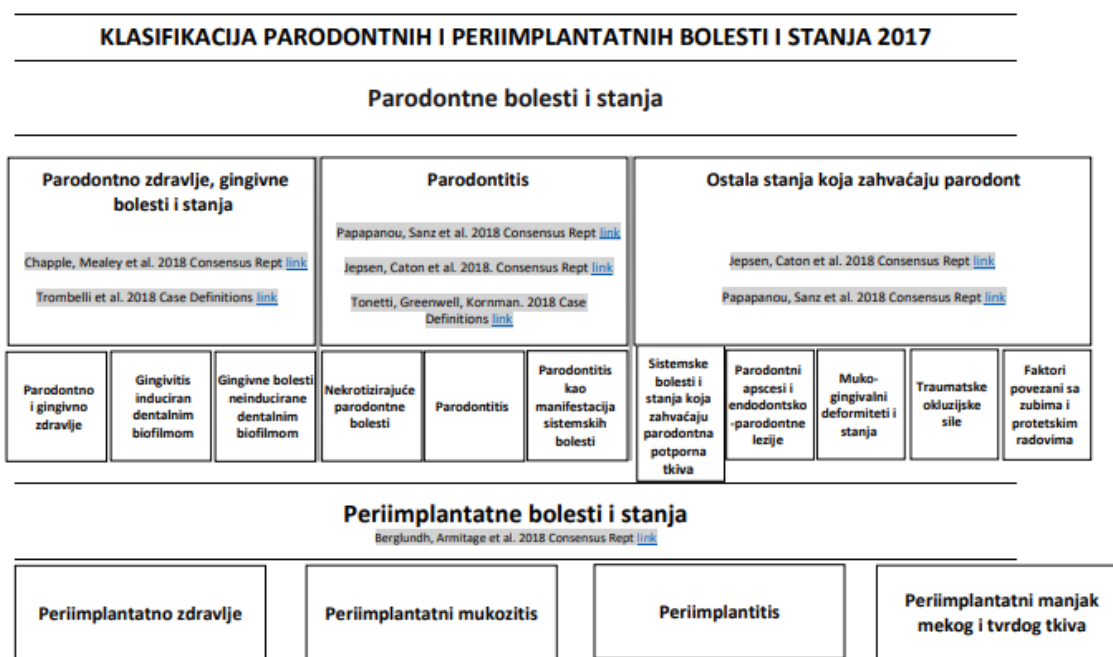 KLASIFIKACIJA PARODONTNIH I PERIIMPLANTATNIH BOLESTI I STANJA 2017
Parodontne bolesti i stanja
Parodontno zdravlje, gingivne
bolesti i stanja
Chapple, Mealey et al. 2018 Consensus Rept link
Trombelli et al. 2018 Case Definitions link
Parodontitis
Papapanou, Sanz et al. 2018 Consensus Rept link
Jepsen, Caton et al. 2018. Consensus Rept link
Tonetti, Greenwell, Kornman. 2018 Case
Definitions link
Ostala stanja koja zahvaćaju parodont
Jepsen, Caton et al. 2018 Consensus Rept link
Papapanou, Sanz et al. 2018 Consensus Rept link
Parodontno
i gingivno
zdravlje
Gingivitis
induciran
dentalnim
biofilmom
Gingivne bolesti
neinducirane
dentalnim
biofilmom
Nekrotizirajuće
parodontne
bolesti
Parodontitis
Parodontitis
kao
manifestacija
sistemskih
bolesti
Sistemske
bolesti i
stanja koja
zahvaćaju
parodontna
potporna
tkiva
Parodontni
apscesi i
endodontsko
-parodontne
lezije
Muko-
gingivalni
deformiteti i
stanja
Traumatske
okluzijske
sile
Faktori
povezani sa
zubima i
protetskim
radovima
Periimplantatne bolesti i stanja
Berglundh, Armitage et al. 2018 Consensus Rept link
Periimplantatno zdravlje
Periimplantatni mukozitis
Periimplantitis
Periimplantatni manjak
mekog i tvrdog tkiva